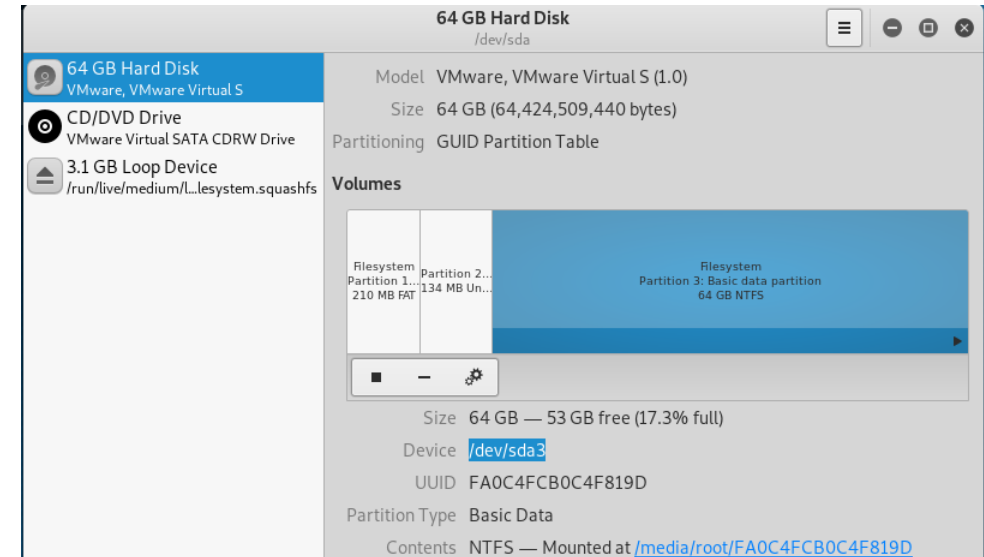 64 GB Hard Disk
/dev/sda
64 GB Hard Disk
VMware, VMware Virtual S
CD/DVD Drive
VMware Virtual SATA CDRW Drive
3.1 GB Loop Device
/run/live/medium/l...lesystem.squashfs
Model VMware, VMware Virtual S (1.0)
Size 64 GB (64,424,509,440 bytes)
Partitioning GUID Partition Table
Volumes
Filesystem
Partition 1...
210 MB FAT
Partition 2...
134 MB Un...
Filesystem
Partition 3: Basic data partition
64 GB NTFS
Size 64 GB — 53 GB free (17.3% full)
Device /dev/sda3
UUID FA0C4FCB0C4F819D
Partition Type Basic Data
Contents NTFS — Mounted at /media/root/FA0C4FCB0C4F819D